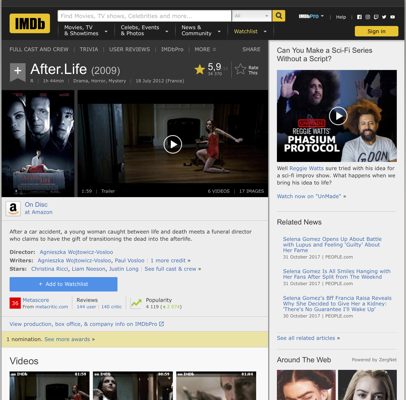 IMDb
Find Movies, TV shows, Celebrities and more...
All
IMDbPro
Help
Movies, TV & Showtimes
Celebs, Events & Photos
News & Community
Watchlist
Sign in
FULL CAST AND CREW | TRIVIA | USER REVIEWS | IMDbPro | MORE
SHARE
After.Life (2009)
5,9
Rate This
1h 44min | Drama, Horror, Mystery | 18 July 2012 (France)
1:59 | Trailer
6 VIDEOS | 17 IMAGES
On Disc
at Amazon
After a car accident, a young woman caught between life and death meets a funeral
director who claims to have the gift of transitioning the dead into the afterlife.
Director: Agnieszka Wojtowicz-Vosloo
Writers: Agnieszka Wojtowicz-Vosloo, Paul Vosloo | 1 more credit »
Stars: Christina Ricci, Liam Neeson, Justin Long | See full cast & crew »
+ Add to Watchlist
36
Metascore
From metacritic.com
Reviews
144 user | 140 critic
Popularity
View production, box office, & company info on IMDbPro
1 nomination. See more awards »
Videos
Can You Make a Sci-Fi Series
Without a Script?
REGGIE WATTS'
PHASIUM
PROTOCOL
Well Reggie Watts sure tried with his idea for
a sci-fi improv show. What happens when we
bring his idea to life?
Watch now on "UnMade" »
Related News
Selena Gomez Opens Up About Battle
with Lupus and Feeling 'Guilty' About
Her Fame
31 October 2017 | PEOPLE.com
Selena Gomez Is All Smiles Hanging with
Her Fans After Split from The Weeknd
31 October 2017 | PEOPLE.com
Selena Gomez's Bff Francia Raisa Reveals
Why She Decided to Give Her a Kidney:
'There's No Guarantee I'll Wake Up'
30 October 2017 | PEOPLE.com
See all related articles »
Around The Web
Powered by ZergNet